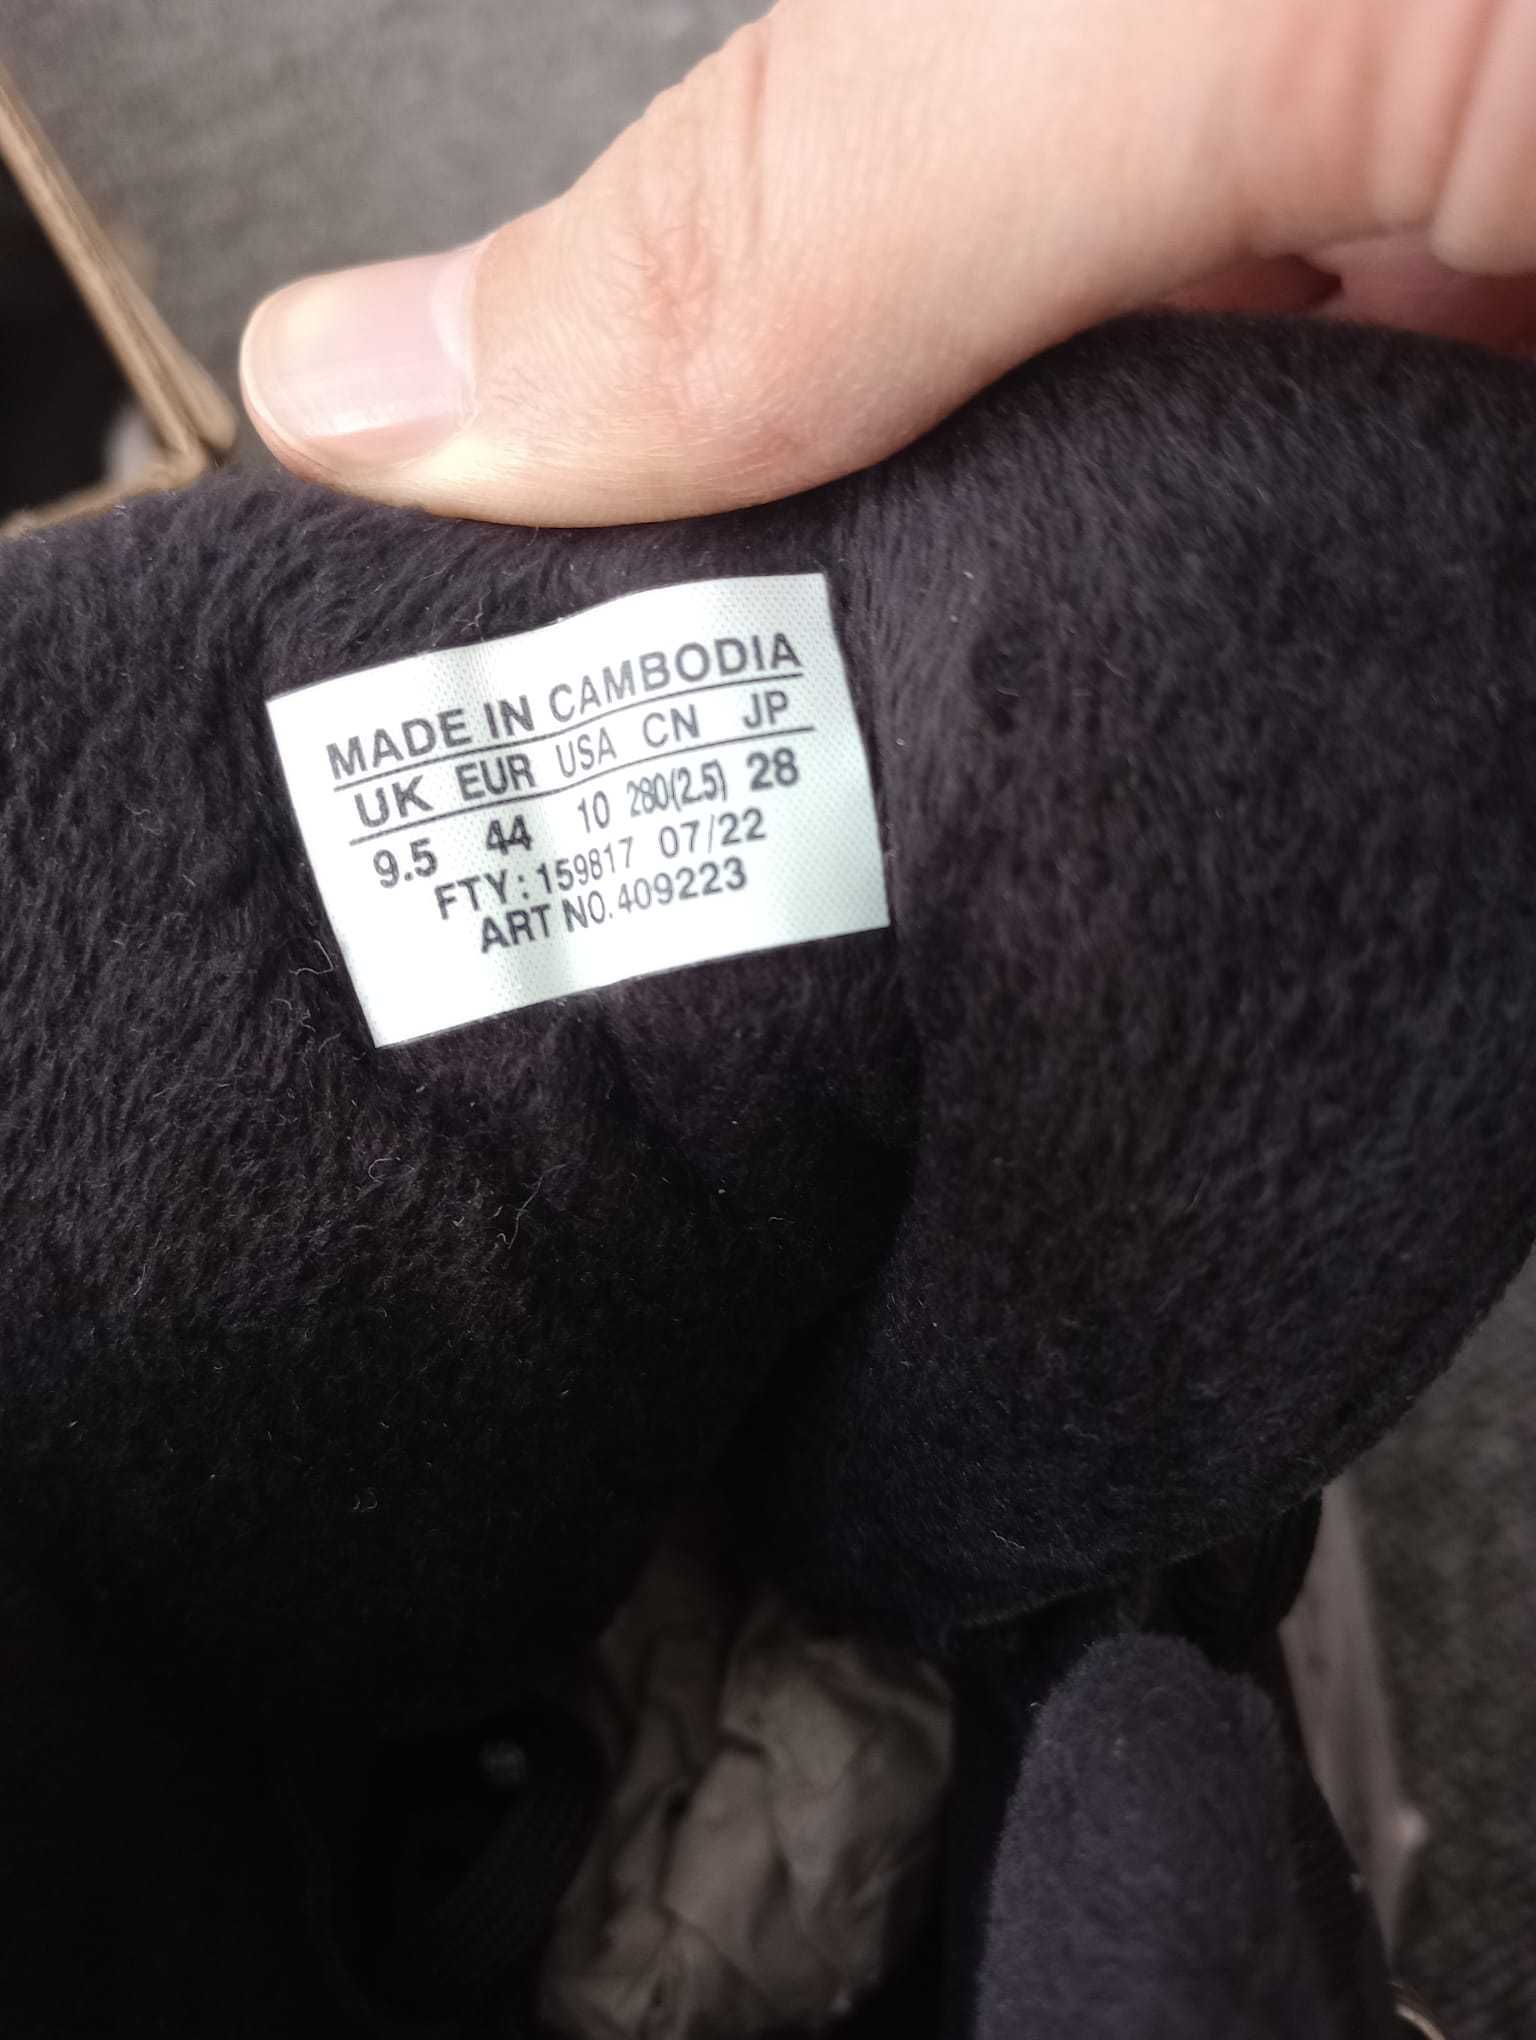 MADE IN CAMBODIA
UK EUR USA CN JP
9.5 44 10 280(2.5) 28
FTY: 159817 07/22
ART NO. 409223